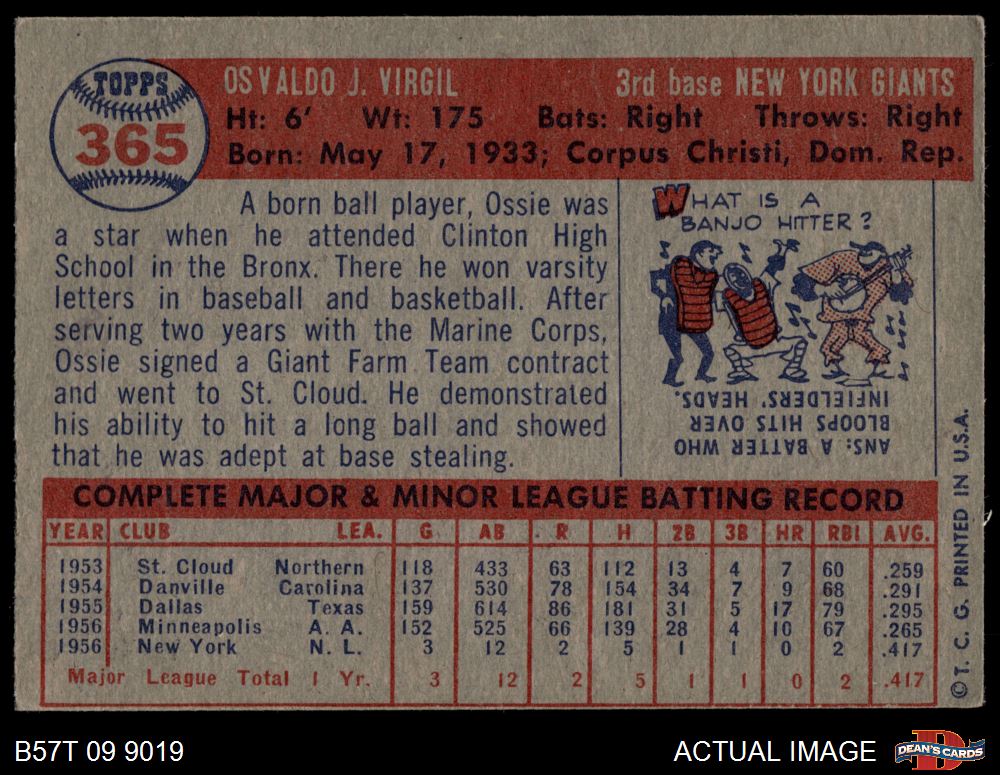 TOPPS
365
OSVALDO J. VIRGIL 3rd base NEW YORK GIANTS
Ht: 6' Wt: 175 Bats: Right Throws: Right
Born: May 17, 1933; Corpus Christi, Dom. Rep.
A born ball player, Ossie was
a star when he attended Clinton High
School in the Bronx. There he won varsity
letters in baseball and basketball. After
serving two years with the Marine Corps,
Ossie signed a Giant Farm Team contract
and went to St. Cloud. He demonstrated
his ability to hit a long ball and showed
that he was adept at base stealing.
WHAT IS A
BANJO HITTER?
ANS: A BATTER WHO
BLOOPS HITS OVER
INFIELDERS' HEADS.
COMPLETE MAJOR & MINOR LEAGUE BATTING RECORD
YEAR CLUB LEA. G AB R H 2B 3B HR RBI AVG.
1953 St. Cloud Northern 118 433 63 112 13 4 7 60 .259
1954 Danville Carolina 137 530 78 154 34 7 9 68 .291
1955 Dallas Texas 159 614 86 181 31 5 17 79 .295
1956 Minneapolis A. A. 152 525 66 139 28 4 10 67 .265
1956 New York N. L. 3 12 2 5 1 1 0 2 .417
Major League Total 1 Yr. 3 12 2 5 1 1 0 2 .417
© T. C. G. PRINTED IN U.S.A.
B57T 09 9019 ACTUAL IMAGE
D
DEAN'S CARDS